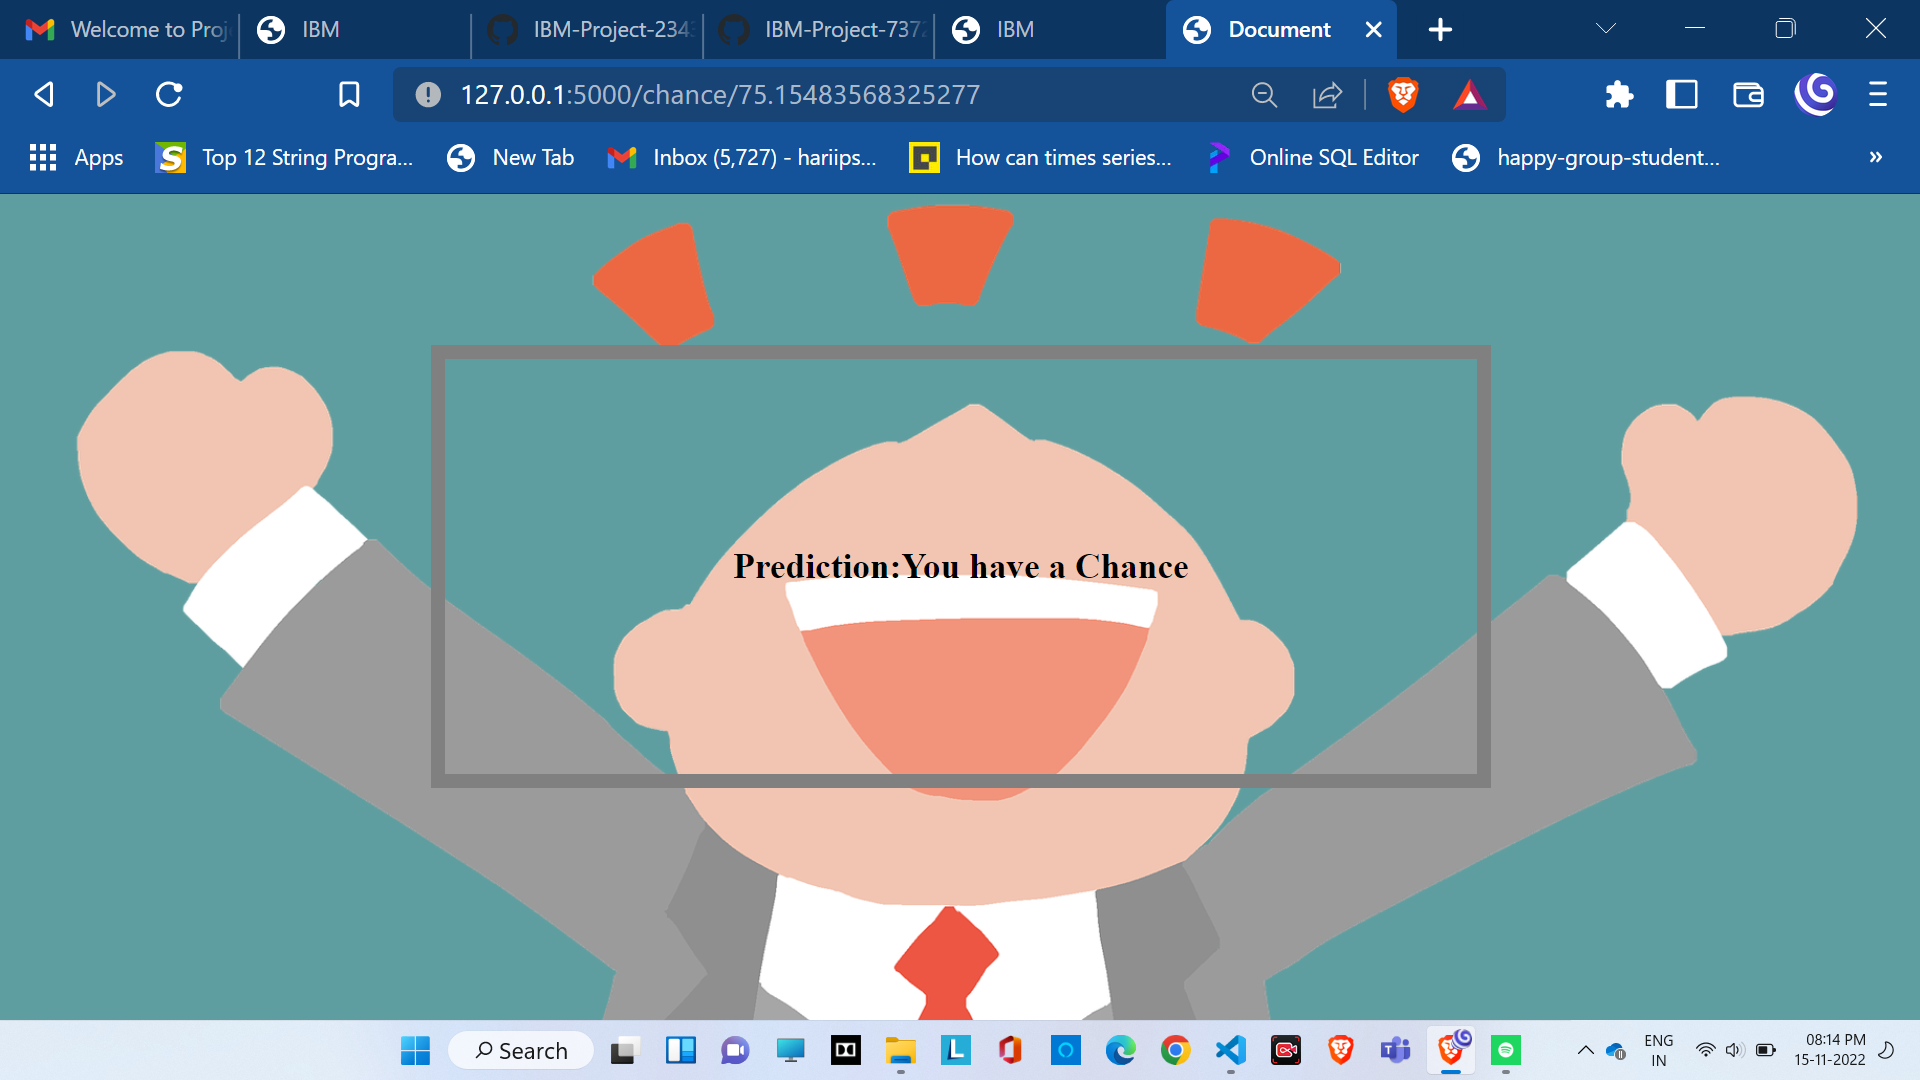 Welcome to Proj
IBM
IBM-Project-234
IBM-Project-737
IBM
Document
127.0.0.1:5000/chance/75.15483568325277
Apps
Top 12 String Progra...
New Tab
Inbox (5,727) - hariips...
How can times series...
Online SQL Editor
happy-group-student...
»
Prediction:You have a Chance
Search
ENG
IN
08:14 PM
15-11-2022